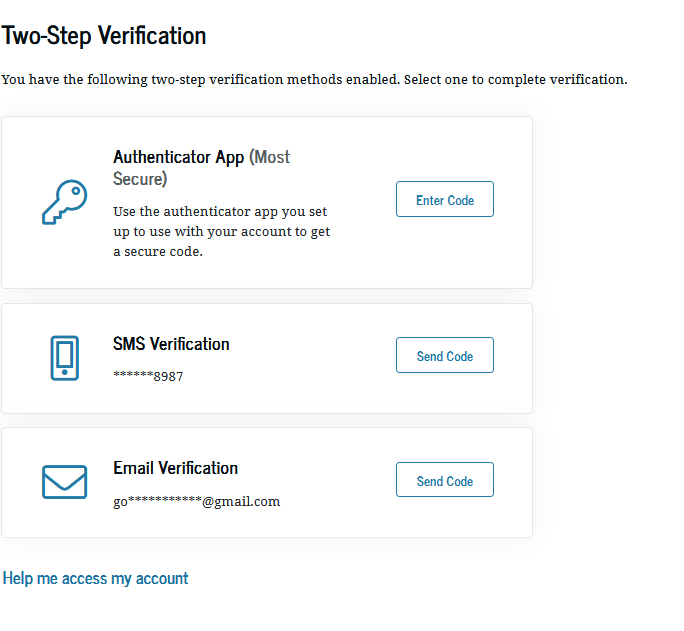 Two-Step Verification
You have the following two-step verification methods enabled. Select one to complete verification.
Authenticator App (Most
Secure)
Use the authenticator app you set
up to use with your account to get
a secure code.
Enter Code
SMS Verification
******8987
Send Code
Email Verification
go***********@gmail.com
Send Code
Help me access my account